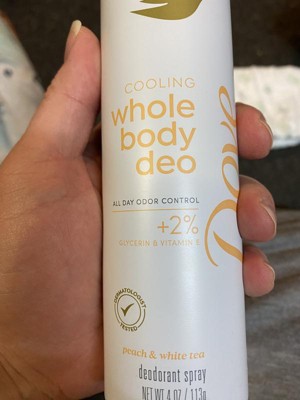 COOLING
whole
body
deo
ALL DAY ODOR CONTROL
+2%
GLYCERIN & VITAMIN E
Dove
DERMATOLOGIST
TESTED
peach & white tea
deodorant spray
NET WT 4 OZ / 113g